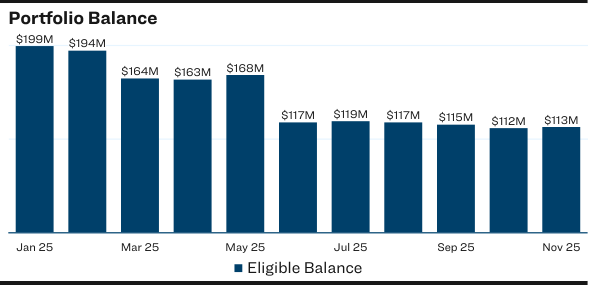 Portfolio Balance
$199M $194M $164M $163M $168M $117M $119M $117M $115M $112M $113M
Jan 25 Mar 25 May 25 Jul 25 Sep 25 Nov 25
Eligible Balance